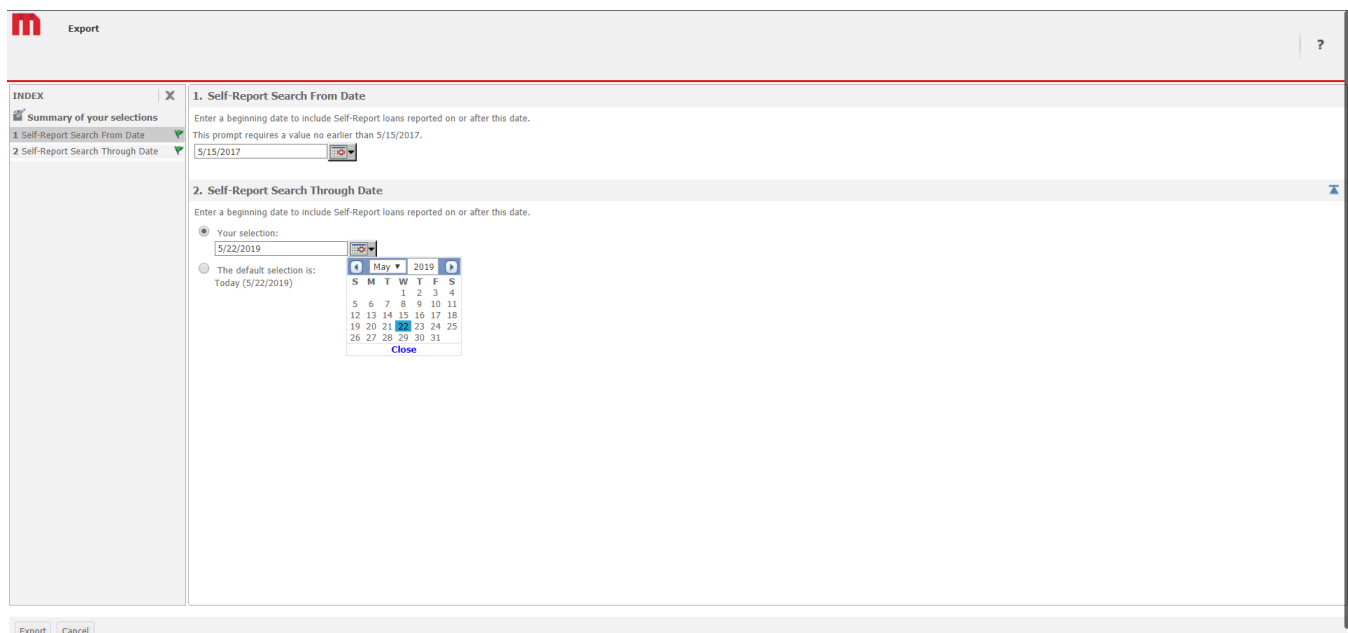 Export
?
INDEX X
Summary of your selections
1 Self-Report Search From Date
2 Self-Report Search Through Date
1. Self-Report Search From Date
Enter a beginning date to include Self-Report loans reported on or after this date.
This prompt requires a value no earlier than 5/15/2017.
5/15/2017
2. Self-Report Search Through Date
Enter a beginning date to include Self-Report loans reported on or after this date.
Your selection:
5/22/2019
The default selection is:
Today (5/22/2019)
May 2019
S M T W T F S
1 2 3 4
5 6 7 8 9 10 11
12 13 14 15 16 17 18
19 20 21 22 23 24 25
26 27 28 29 30 31
Close
Export Cancel